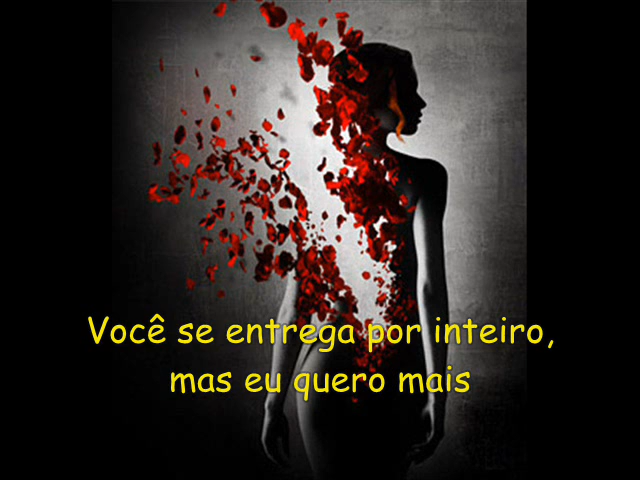 Você se entrega por inteiro,
mas eu quero mais